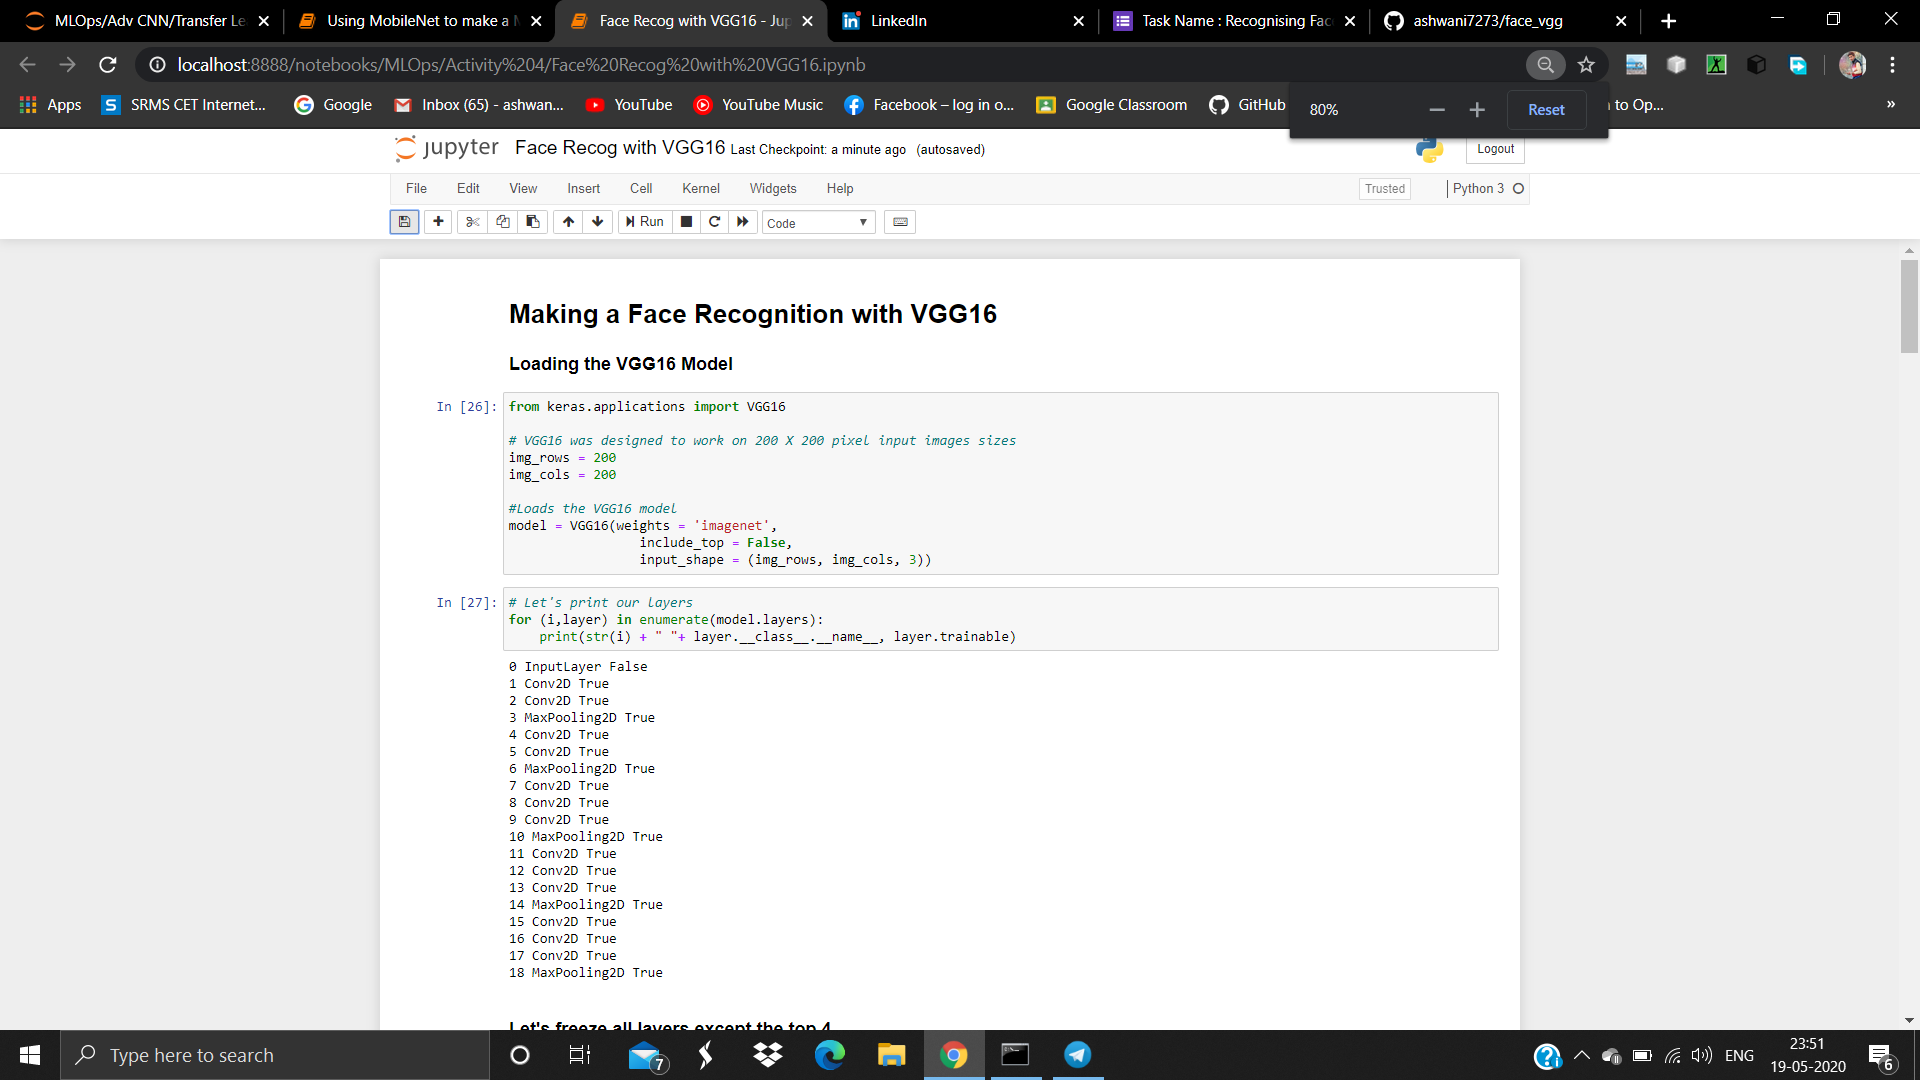 MLOps/Adv CNN/Transfer Le
Using MobileNet to make a M
Face Recog with VGG16 - Jup
LinkedIn
Task Name : Recognising Fac
ashwani7273/face_vgg
localhost:8888/notebooks/MLOps/Activity%204/Face%20Recog%20with%20VGG16.ipynb
Apps
SRMS CET Internet...
Google
Inbox (65) - ashwan...
YouTube
YouTube Music
Facebook – log in o...
Google Classroom
GitHub
to Op...
»
80%
Reset
jupyter Face Recog with VGG16 Last Checkpoint: a minute ago (autosaved)
Logout
File Edit View Insert Cell Kernel Widgets Help
Trusted
Python 3
Run
Code
Making a Face Recognition with VGG16
Loading the VGG16 Model
In [26]: from keras.applications import VGG16
# VGG16 was designed to work on 200 X 200 pixel input images sizes
img_rows = 200
img_cols = 200
#Loads the VGG16 model
model = VGG16(weights = 'imagenet',
include_top = False,
input_shape = (img_rows, img_cols, 3))
In [27]: # Let's print our layers
for (i,layer) in enumerate(model.layers):
print(str(i) + " "+ layer.__class__.__name__, layer.trainable)
0 InputLayer False
1 Conv2D True
2 Conv2D True
3 MaxPooling2D True
4 Conv2D True
5 Conv2D True
6 MaxPooling2D True
7 Conv2D True
8 Conv2D True
9 Conv2D True
10 MaxPooling2D True
11 Conv2D True
12 Conv2D True
13 Conv2D True
14 MaxPooling2D True
15 Conv2D True
16 Conv2D True
17 Conv2D True
18 MaxPooling2D True
Let's freeze all layers except the top 4
Type here to search
7
ENG
23:51
19-05-2020
6